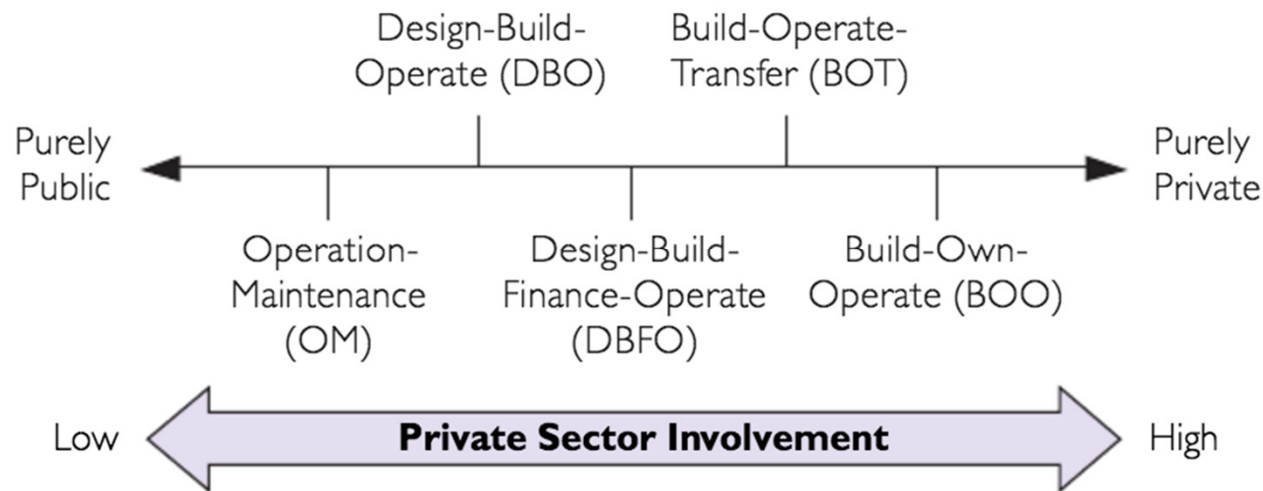 Design-Build-
Operate (DBO)
Build-Operate-
Transfer (BOT)
Purely
Public
Purely
Private
Operation-
Maintenance
(OM)
Design-Build-
Finance-Operate
(DBFO)
Build-Own-
Operate (BOO)
Low
Private Sector Involvement
High